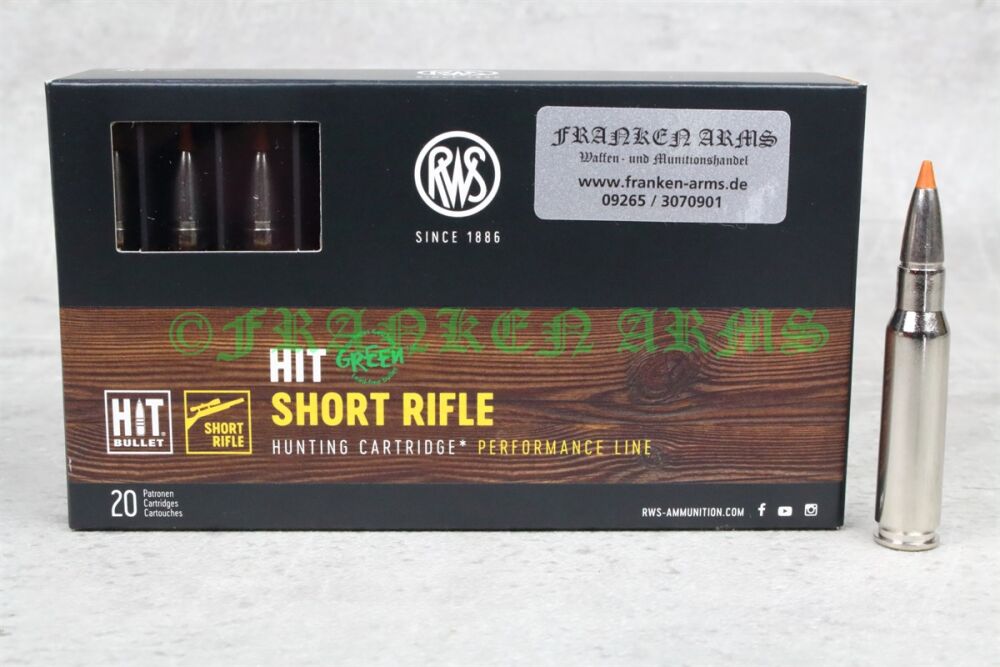 RWS
SINCE 1886
FRANKEN ARMS
Waffen- und Munitionshandel
www.franken-arms.de
09265 / 3070901
©FRANKEN ARMS
HIT
GREEN
SHORT RIFLE
HUNTING CARTRIDGE* PERFORMANCE LINE
HIT
BULLET
SHORT
RIFLE
20
Patronen
Cartridges
Cartouches
RWS-AMMUNITION.COM